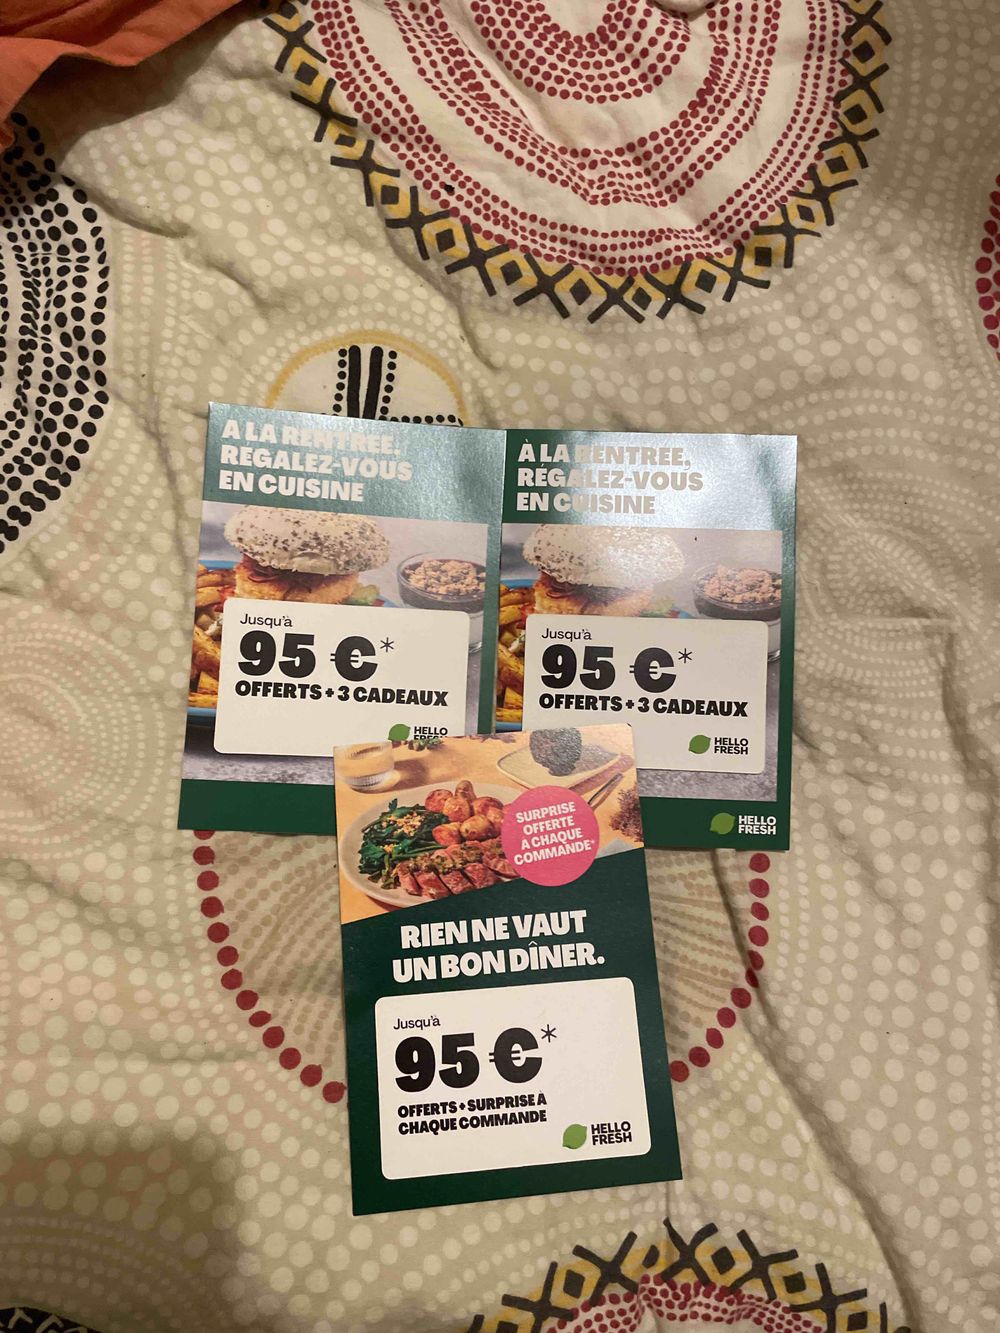 À LA RENTRÉE,
RÉGALEZ-VOUS
EN CUISINE
Jusqu'à
95 €*
OFFERTS + 3 CADEAUX
HELLO
FRESH
À LA RENTRÉE,
RÉGALEZ-VOUS
EN CUISINE
Jusqu'à
95 €*
OFFERTS + 3 CADEAUX
HELLO
FRESH
HELLO
FRESH
SURPRISE
OFFERTE
À CHAQUE
COMMANDE*
RIEN NE VAUT
UN BON DÎNER.
Jusqu'à
95 €*
OFFERTS + SURPRISE À
CHAQUE COMMANDE
HELLO
FRESH